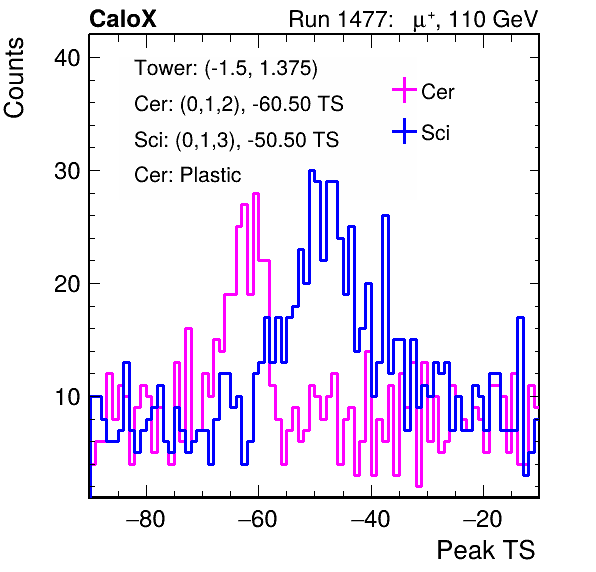 CaloX Run 1477: μ⁺, 110 GeV
Counts
Tower: (-1.5, 1.375)
Cer: (0,1,2), -60.50 TS
Sci: (0,1,3), -50.50 TS
Cer: Plastic
Cer
Sci
40
30
20
10
−80 −60 −40 −20
Peak TS